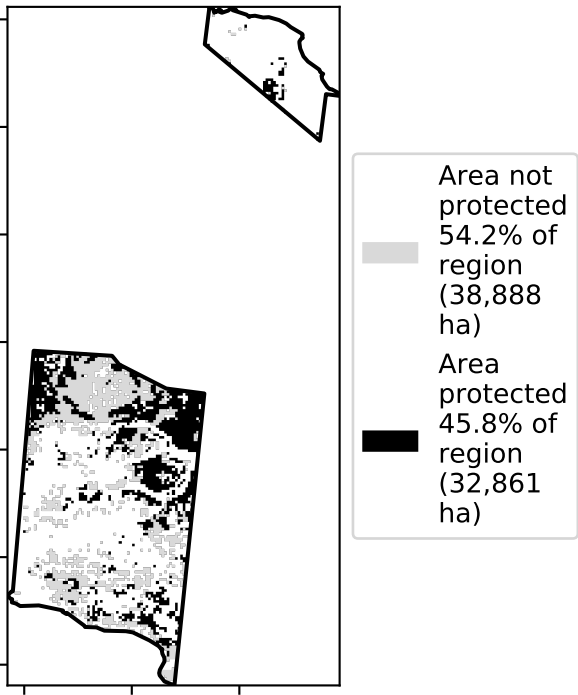 Area not
protected
54.2% of
region
(38,888
ha)
Area
protected
45.8% of
region
(32,861
ha)